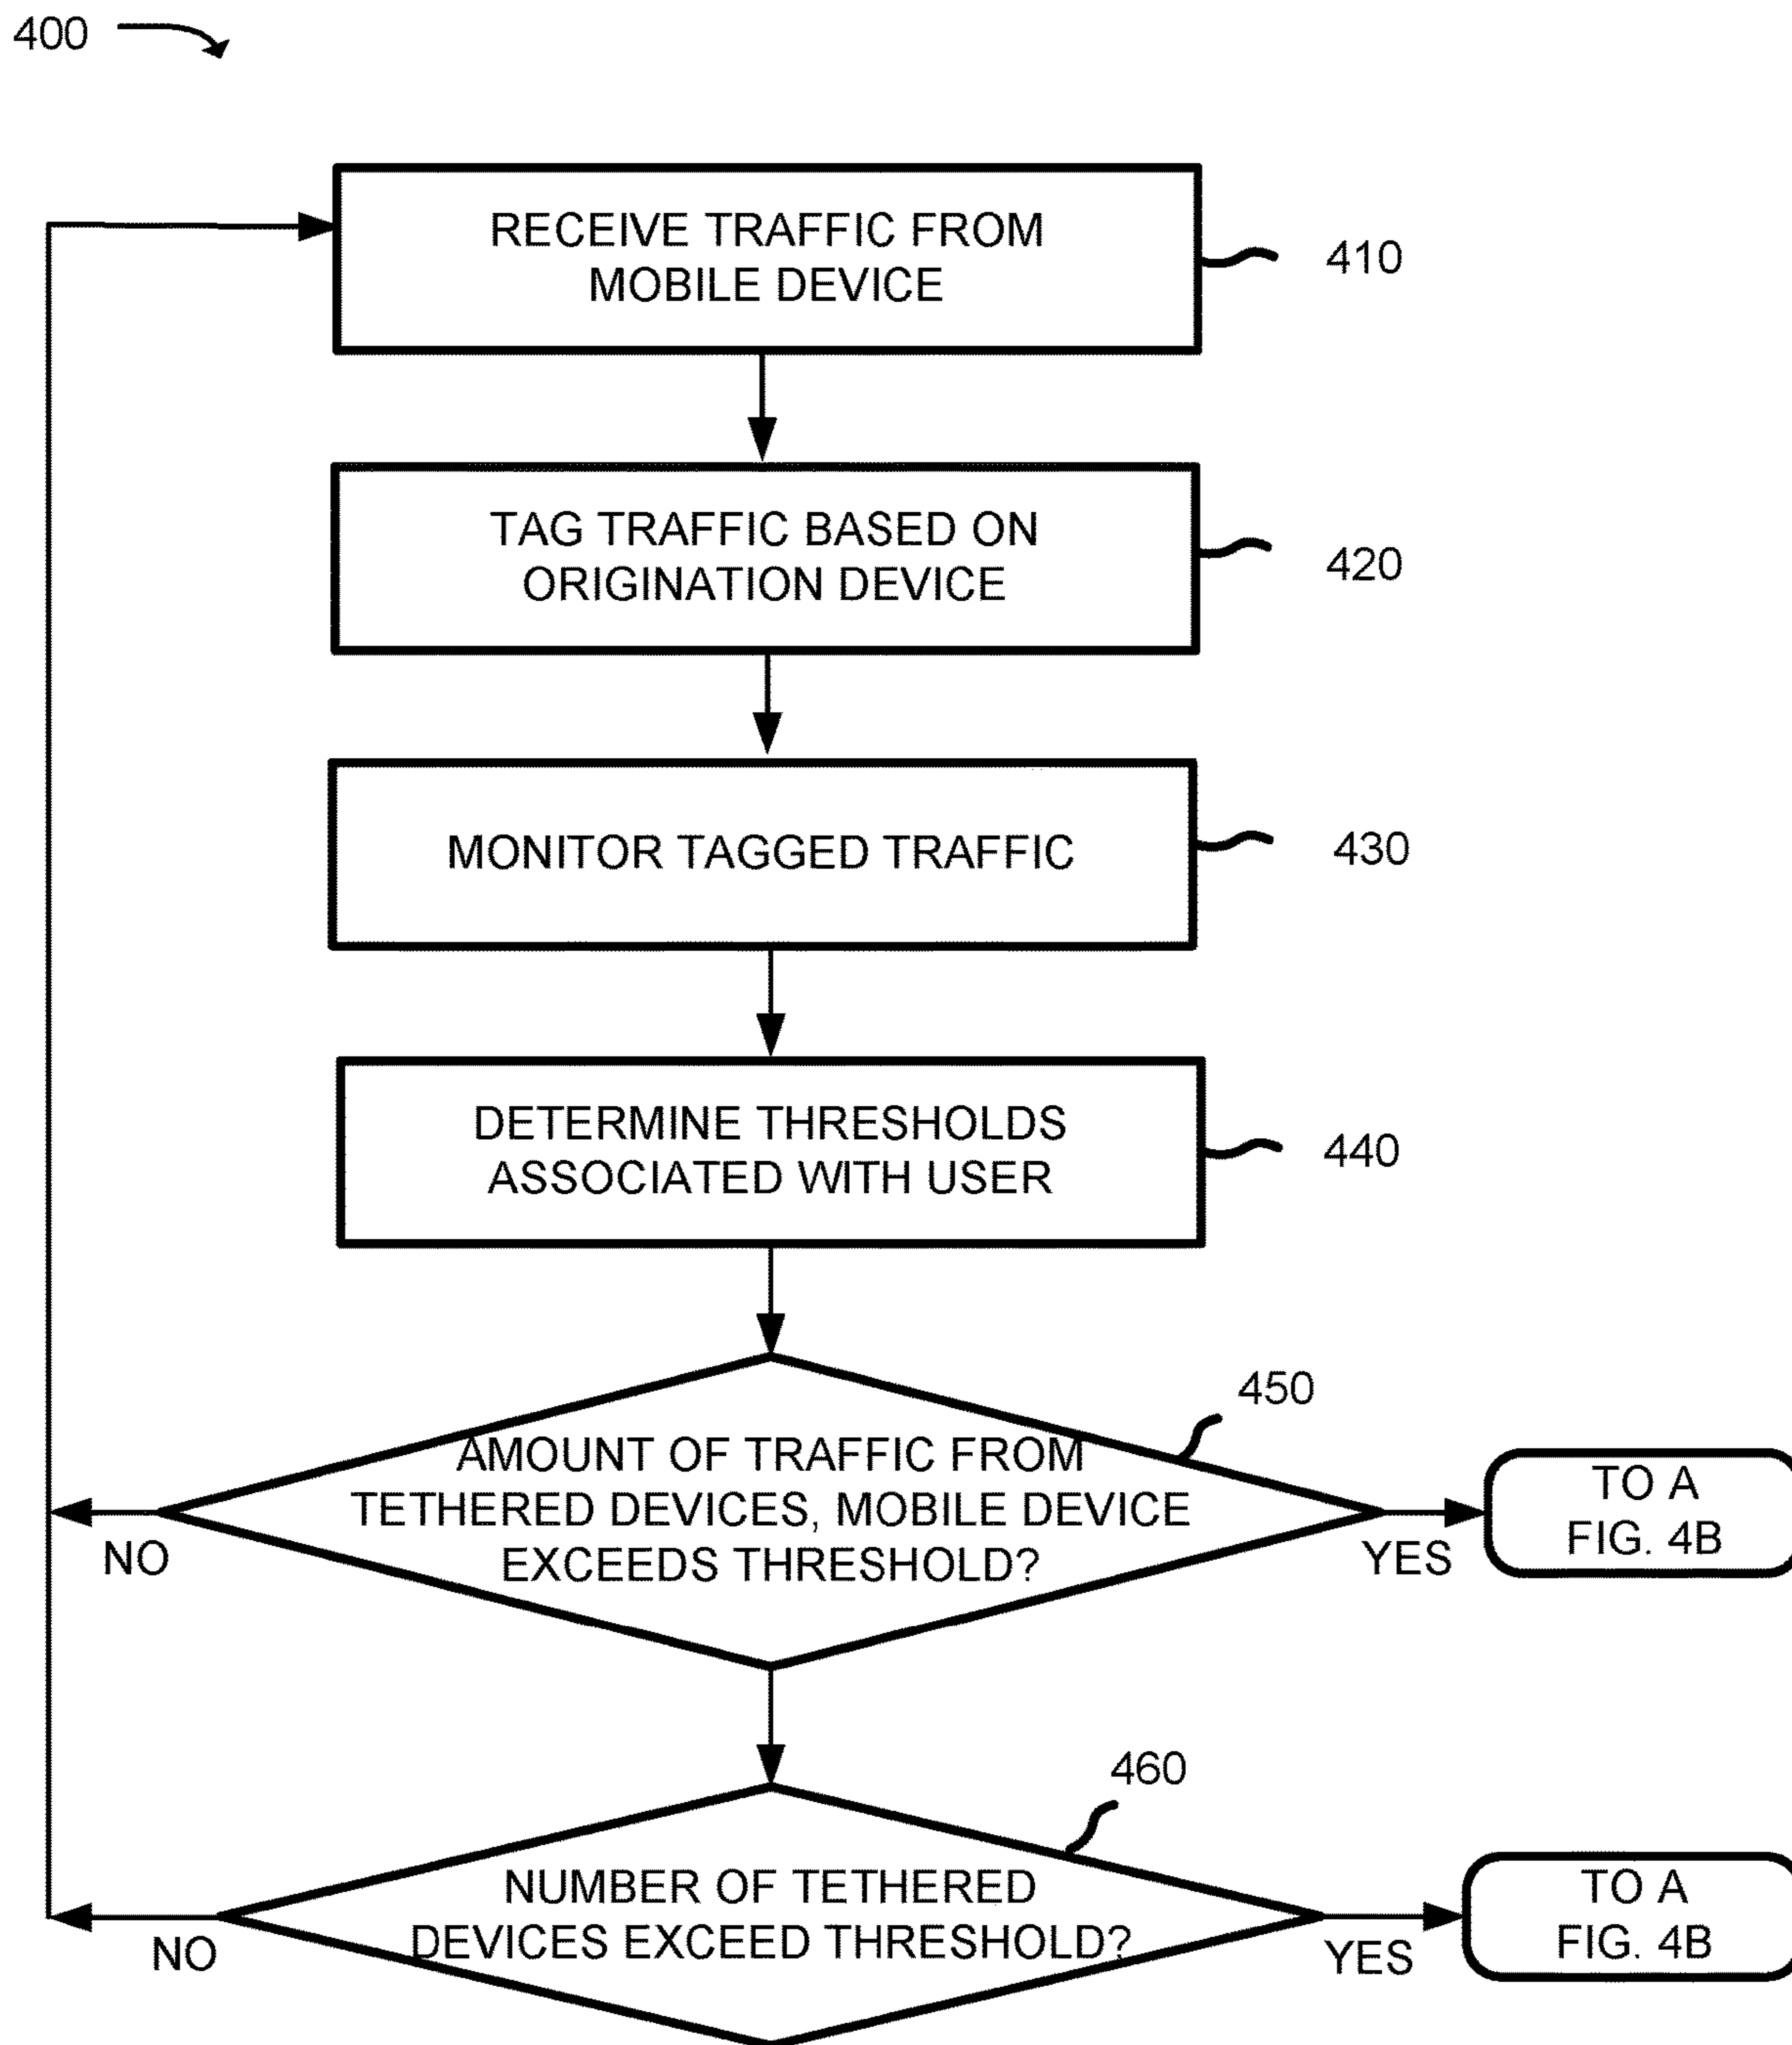 400
RECEIVE TRAFFIC FROM
MOBILE DEVICE
410
TAG TRAFFIC BASED ON
ORIGINATION DEVICE
420
MONITOR TAGGED TRAFFIC
430
DETERMINE THRESHOLDS
ASSOCIATED WITH USER
440
450
AMOUNT OF TRAFFIC FROM
TETHERED DEVICES, MOBILE DEVICE
EXCEEDS THRESHOLD?
NO
YES
TO A
FIG. 4B
460
NUMBER OF TETHERED
DEVICES EXCEED THRESHOLD?
NO
YES
TO A
FIG. 4B